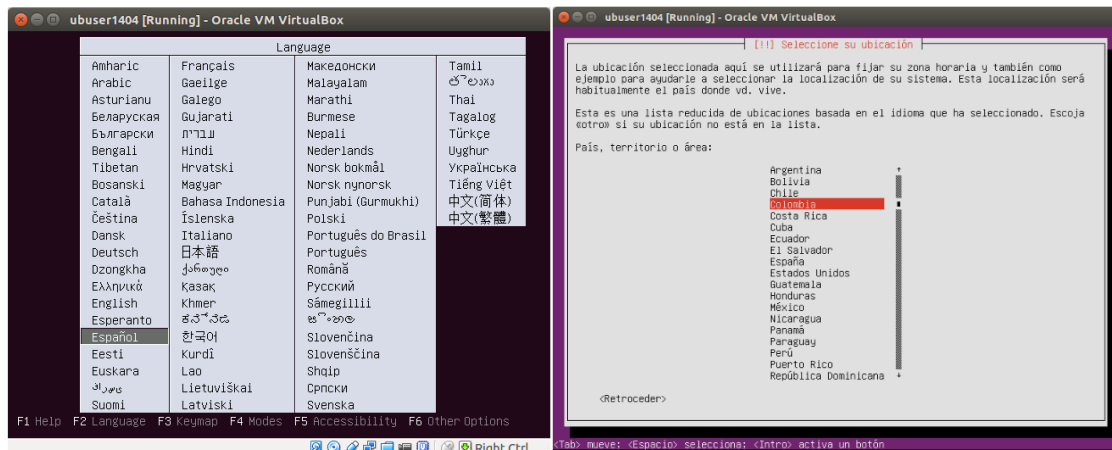 ubuser1404 [Running] - Oracle VM VirtualBox
Language
Amharic
Arabic
Asturianu
Беларуская
Български
Bengali
Tibetan
Bosanski
Català
Čeština
Dansk
Deutsch
Dzongkha
Ελληνικά
English
Esperanto
Español
Eesti
Euskara
Suomi
Français
Gaeilge
Galego
Gujarati
עברית
Hindi
Hrvatski
Magyar
Bahasa Indonesia
Íslenska
Italiano
日本語
ქართული
Қазақ
Khmer
ಕನ್ನಡ
한국어
Kurdî
Lao
Lietuviškai
Latviski
Македонски
Malayalam
Marathi
Burmese
Nepali
Nederlands
Norsk bokmål
Norsk nynorsk
Punjabi (Gurmukhi)
Polski
Português do Brasil
Português
Română
Русский
Sámegillii
සිංහල
Slovenčina
Slovenščina
Shqip
Српски
Svenska
Tamil
తెలుగు
Thai
Tagalog
Türkçe
Uyghur
Українська
Tiếng Việt
中文(简体)
中文(繁體)
F1 Help F2 Language F3 Keymap F4 Modes F5 Accessibility F6 Other Options
Right Ctrl
ubuser1404 [Running] - Oracle VM VirtualBox
[!!] Seleccione su ubicación
La ubicación seleccionada aquí se utilizará para fijar su zona horaria y también como
ejemplo para ayudarle a seleccionar la localización de su sistema. Esta localización será
habitualmente el país donde vd. vive.
Esta es una lista reducida de ubicaciones basada en el idioma que ha seleccionado. Escoja
«otro» si su ubicación no está en la lista.
País, territorio o área:
Argentina
Bolivia
Chile
Colombia
Costa Rica
Cuba
Ecuador
El Salvador
España
Estados Unidos
Guatemala
Honduras
México
Nicaragua
Panamá
Paraguay
Perú
Puerto Rico
República Dominicana
<Retroceder>
<Tab> mueve; <Espacio> selecciona; <Intro> activa un botón